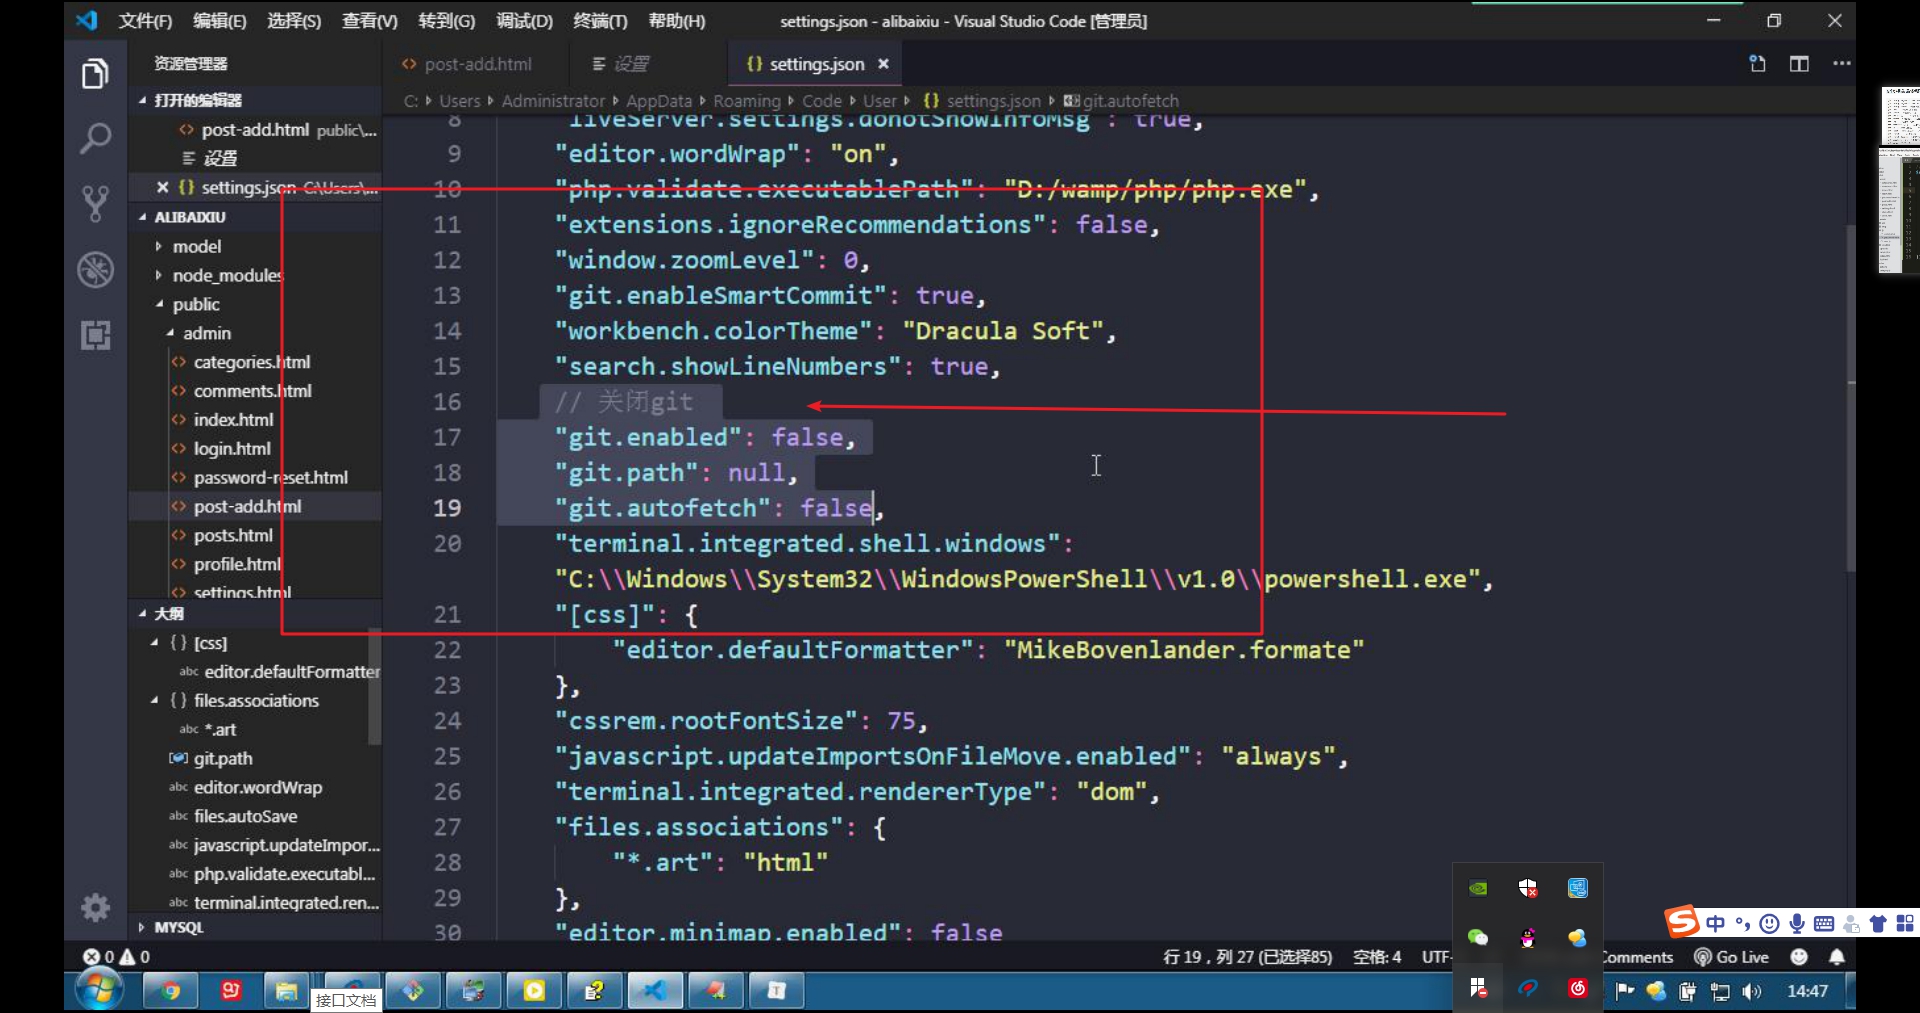 文件(F) 编辑(E) 选择(S) 查看(V) 转到(G) 调试(D) 终端(T) 帮助(H) settings.json - alibaixiu - Visual Studio Code [管理员]
资源管理器
打开的编辑器
post-add.html public\...
设置
settings.json C:\Users\...
ALIBAIXIU
model
node_modules
public
admin
categories.html
comments.html
index.html
login.html
password-reset.html
post-add.html
posts.html
profile.html
settings.html
大纲
{} [css]
abc editor.defaultFormatter
{} files.associations
abc *.art
git.path
abc editor.wordWrap
abc files.autoSave
abc javascript.updateImpor...
abc php.validate.executabl...
abc terminal.integrated.ren...
MYSQL
post-add.html 设置 {} settings.json
C: Users Administrator AppData Roaming Code User {} settings.json git.autofetch
8 "liveServer.settings.donotShowInfoMsg": true,
9 "editor.wordWrap": "on",
10 "php.validate.executablePath": "D:/wamp/php/php.exe",
11 "extensions.ignoreRecommendations": false,
12 "window.zoomLevel": 0,
13 "git.enableSmartCommit": true,
14 "workbench.colorTheme": "Dracula Soft",
15 "search.showLineNumbers": true,
16 // 关闭git
17 "git.enabled": false,
18 "git.path": null,
19 "git.autofetch": false,
20 "terminal.integrated.shell.windows":
"C:\\Windows\\System32\\WindowsPowerShell\\v1.0\\powershell.exe",
21 "[css]": {
22 "editor.defaultFormatter": "MikeBovenlander.formate"
23 },
24 "cssrem.rootFontSize": 75,
25 "javascript.updateImportsOnFileMove.enabled": "always",
26 "terminal.integrated.rendererType": "dom",
27 "files.associations": {
28 "*.art": "html"
29 },
30 "editor.minimap.enabled": false
中
0 0 行 19，列 27 (已选择85) 空格: 4 UTF- Comments Go Live
接口文档
14:47